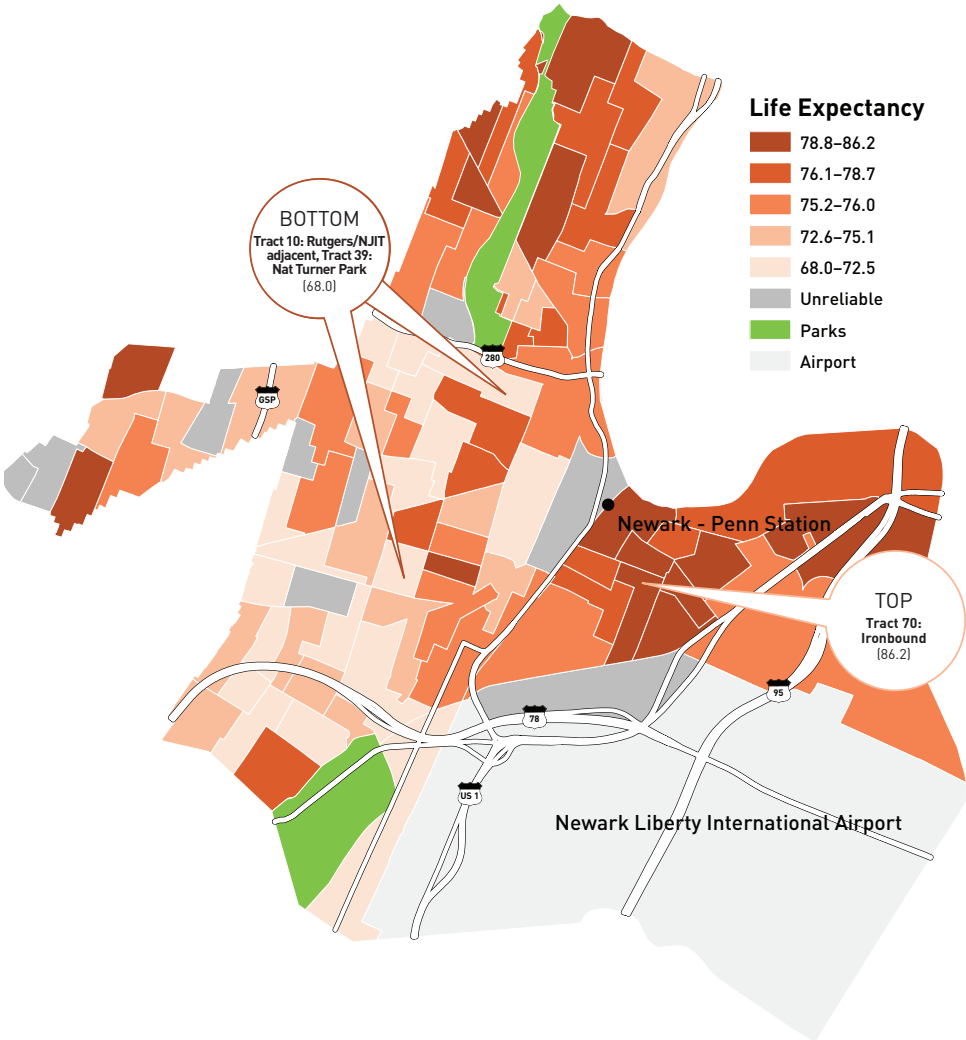 Life Expectancy
78.8–86.2
76.1–78.7
75.2–76.0
72.6–75.1
68.0–72.5
Unreliable
Parks
Airport
BOTTOM
Tract 10: Rutgers/NJIT
adjacent, Tract 39:
Nat Turner Park
(68.0)
280
GSP
Newark - Penn Station
TOP
Tract 70:
Ironbound
(86.2)
95
78
US 1
Newark Liberty International Airport